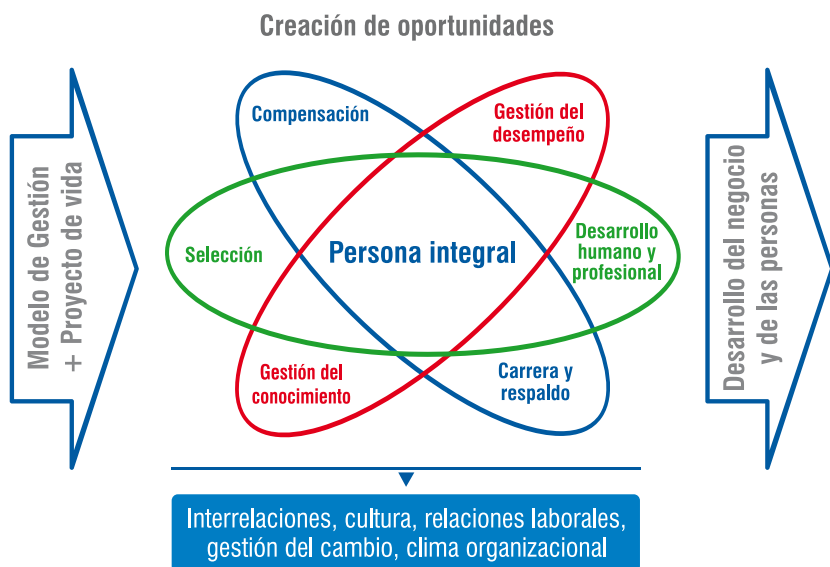 Creación de oportunidades
Modelo de Gestión
+ Proyecto de vida
Compensación
Gestión del
desempeño
Selección
Persona integral
Desarrollo
humano y
profesional
Gestión del
conocimiento
Carrera y
respaldo
Desarrollo del negocio
y de las personas
Interrelaciones, cultura, relaciones laborales,
gestión del cambio, clima organizacional